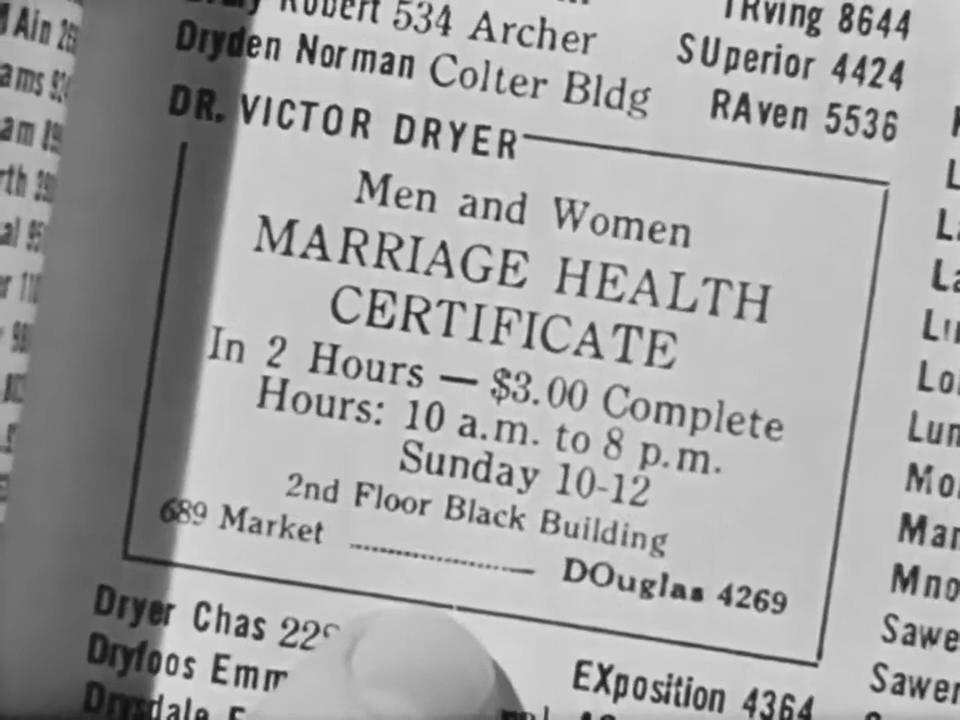 Robert 534 Archer
IRving 8644
Dryden Norman Colter Bldg
SUperior 4424
RAven 5536
DR. VICTOR DRYER
Men and Women
MARRIAGE HEALTH
CERTIFICATE
In 2 Hours — $3.00 Complete
Hours: 10 a.m. to 8 p.m.
Sunday 10-12
2nd Floor Black Building
689 Market ........ DOuglas 4269
Dryer Chas
Dryfoos
EXposition 4364